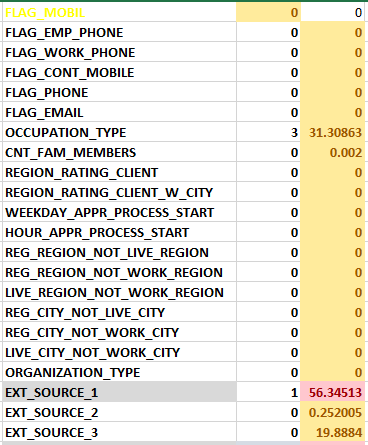 FLAG_MOBIL 0 0
FLAG_EMP_PHONE 0 0
FLAG_WORK_PHONE 0 0
FLAG_CONT_MOBILE 0 0
FLAG_PHONE 0 0
FLAG_EMAIL 0 0
OCCUPATION_TYPE 3 31.30863
CNT_FAM_MEMBERS 0 0.002
REGION_RATING_CLIENT 0 0
REGION_RATING_CLIENT_W_CITY 0 0
WEEKDAY_APPR_PROCESS_START 0 0
HOUR_APPR_PROCESS_START 0 0
REG_REGION_NOT_LIVE_REGION 0 0
REG_REGION_NOT_WORK_REGION 0 0
LIVE_REGION_NOT_WORK_REGION 0 0
REG_CITY_NOT_LIVE_CITY 0 0
REG_CITY_NOT_WORK_CITY 0 0
LIVE_CITY_NOT_WORK_CITY 0 0
ORGANIZATION_TYPE 0 0
EXT_SOURCE_1 1 56.34513
EXT_SOURCE_2 0 0.252005
EXT_SOURCE_3 0 19.8884